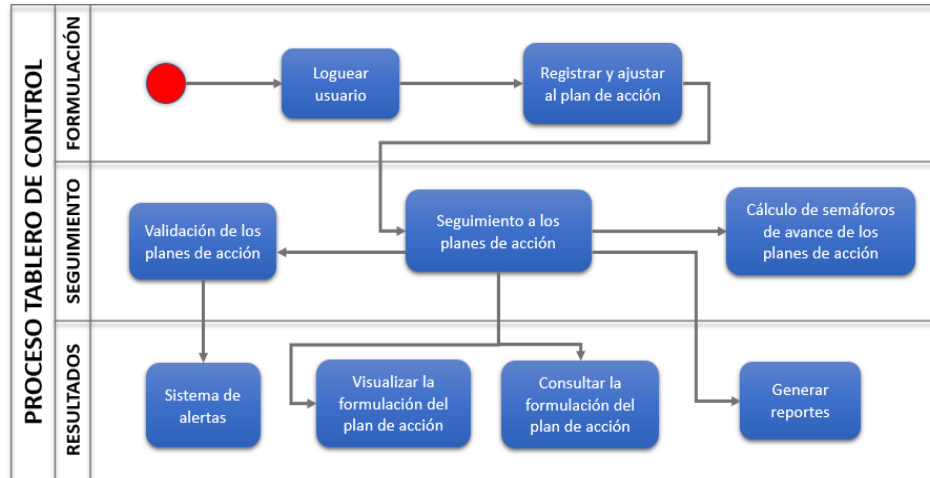 PROCESO TABLERO DE CONTROL
FORMULACIÓN
Loguear
usuario
Registrar y ajustar
al plan de acción
SEGUIMIENTO
Validación de los
planes de acción
Seguimiento a los
planes de acción
Cálculo de semáforos
de avance de los
planes de acción
RESULTADOS
Sistema de
alertas
Visualizar la
formulación del
plan de acción
Consultar la
formulación del
plan de acción
Generar
reportes